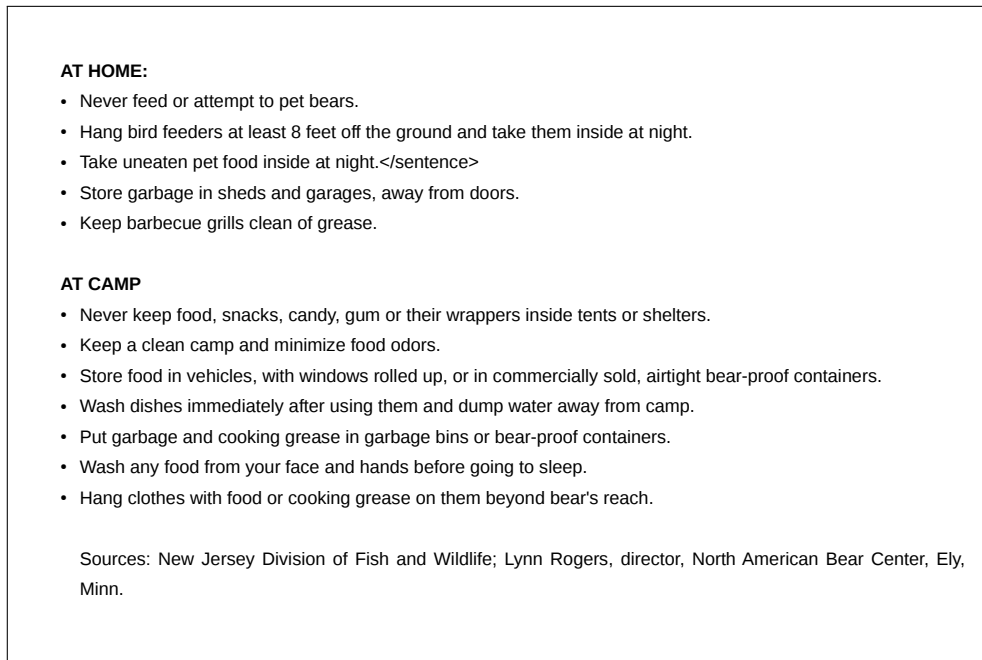 AT HOME:
• Never feed or attempt to pet bears.
• Hang bird feeders at least 8 feet off the ground and take them inside at night.
• Take uneaten pet food inside at night.</sentence>
• Store garbage in sheds and garages, away from doors.
• Keep barbecue grills clean of grease.
AT CAMP
• Never keep food, snacks, candy, gum or their wrappers inside tents or shelters.
• Keep a clean camp and minimize food odors.
• Store food in vehicles, with windows rolled up, or in commercially sold, airtight bear-proof containers.
• Wash dishes immediately after using them and dump water away from camp.
• Put garbage and cooking grease in garbage bins or bear-proof containers.
• Wash any food from your face and hands before going to sleep.
• Hang clothes with food or cooking grease on them beyond bear's reach.
Sources: New Jersey Division of Fish and Wildlife; Lynn Rogers, director, North American Bear Center, Ely,
Minn.